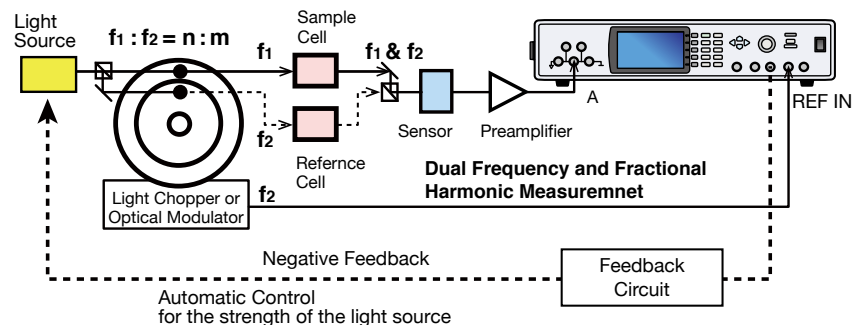 Light
Source
f1 : f2 = n : m
Sample
Cell
f1
f1 & f2
f2
Refernce
Cell
Sensor
Preamplifier
A
REF IN
Dual Frequency and Fractional
Harmonic Measuremnet
Light Chopper or
Optical Modulator
f2
Negative Feedback
Feedback
Circuit
Automatic Control
for the strength of the light source